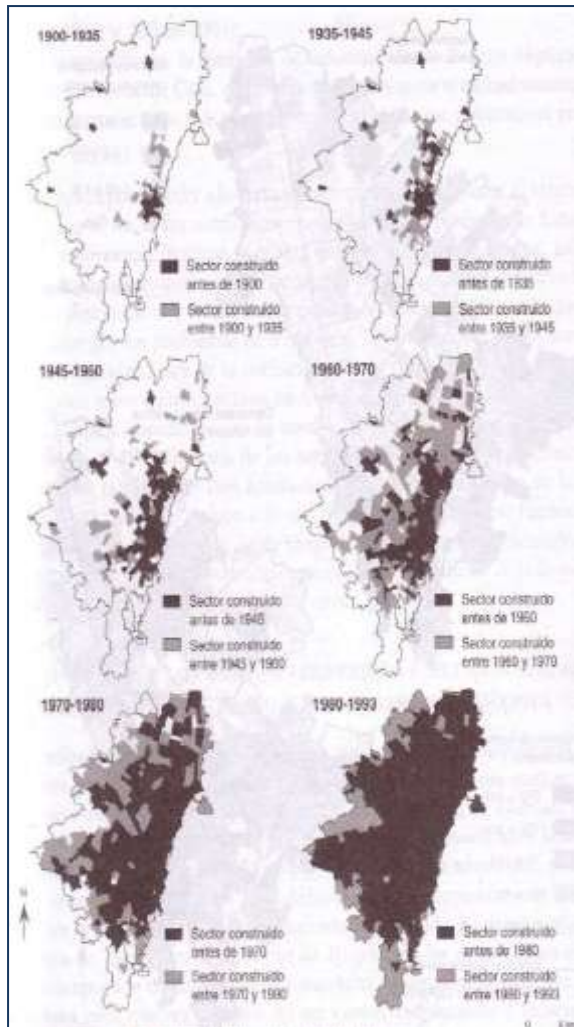 1900-1935
Sector construido
antes de 1900
Sector construido
entre 1900 y 1935
1935-1945
Sector construido
antes de 1935
Sector construido
entre 1935 y 1945
1945-1960
Sector construido
antes de 1945
Sector construido
entre 1945 y 1960
1960-1970
Sector construido
antes de 1960
Sector construido
entre 1960 y 1970
1970-1980
Sector construido
antes de 1970
Sector construido
entre 1970 y 1980
1980-1993
Sector construido
antes de 1980
Sector construido
entre 1980 y 1993